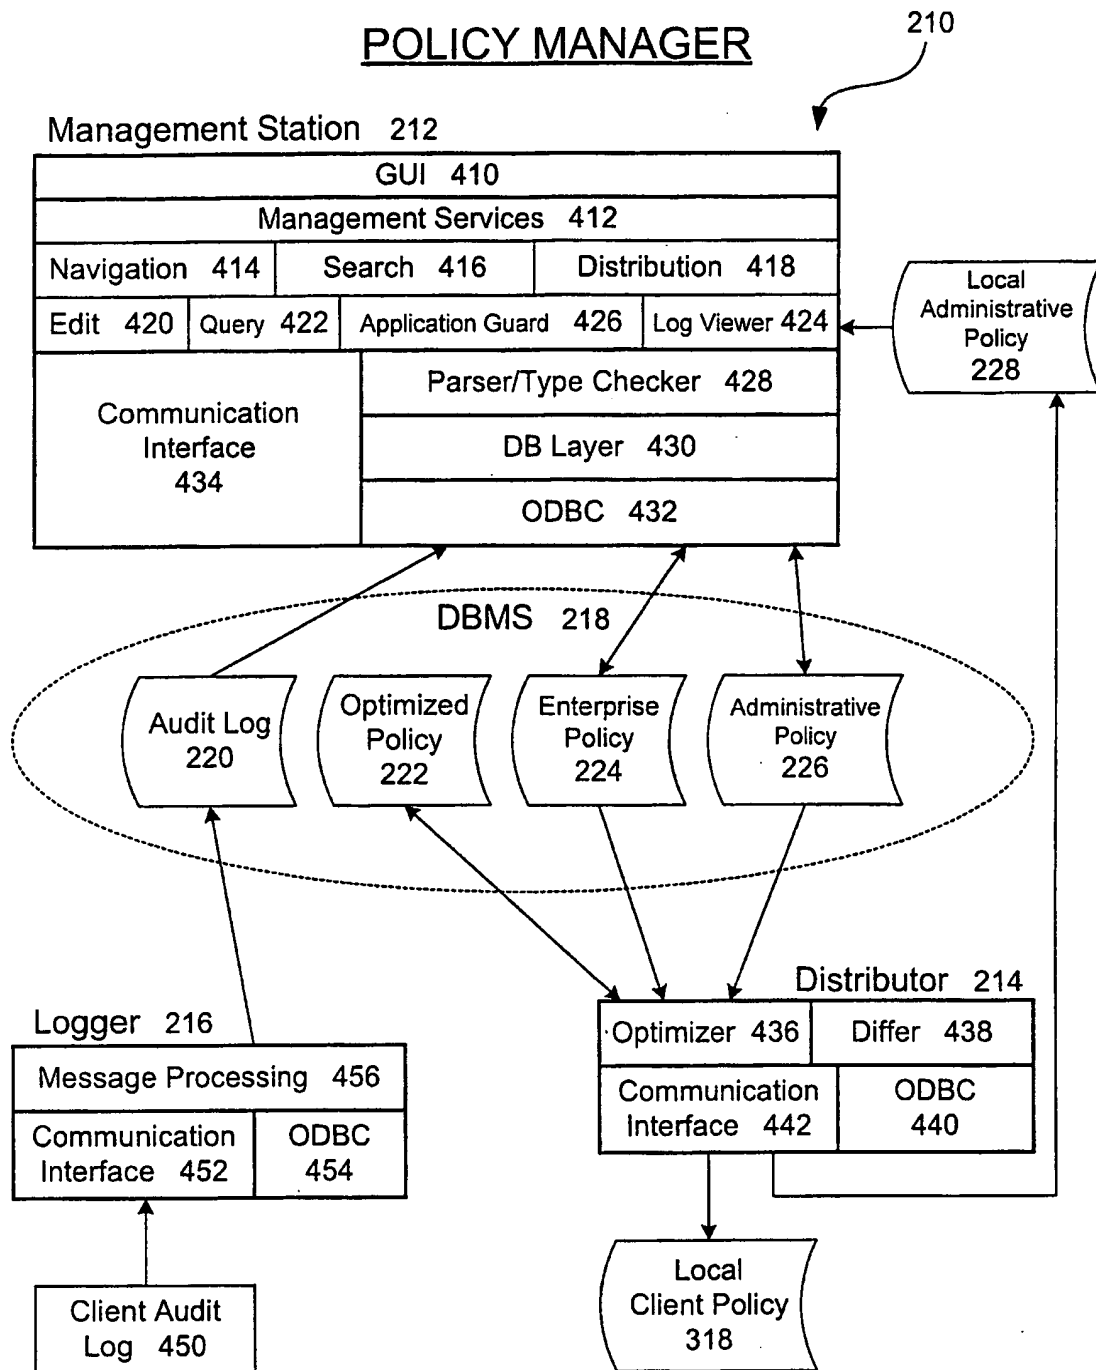 POLICY MANAGER
210
Management Station 212
GUI 410
Management Services 412
Navigation 414
Search 416
Distribution 418
Edit 420
Query 422
Application Guard 426
Log Viewer 424
Local
Administrative
Policy
228
Communication
Interface
434
Parser/Type Checker 428
DB Layer 430
ODBC 432
DBMS 218
Audit Log
220
Optimized
Policy
222
Enterprise
Policy
224
Administrative
Policy
226
Distributor 214
Optimizer 436
Differ 438
Communication
Interface 442
ODBC
440
Logger 216
Message Processing 456
Communication
Interface 452
ODBC
454
Client Audit
Log 450
Local
Client Policy
318